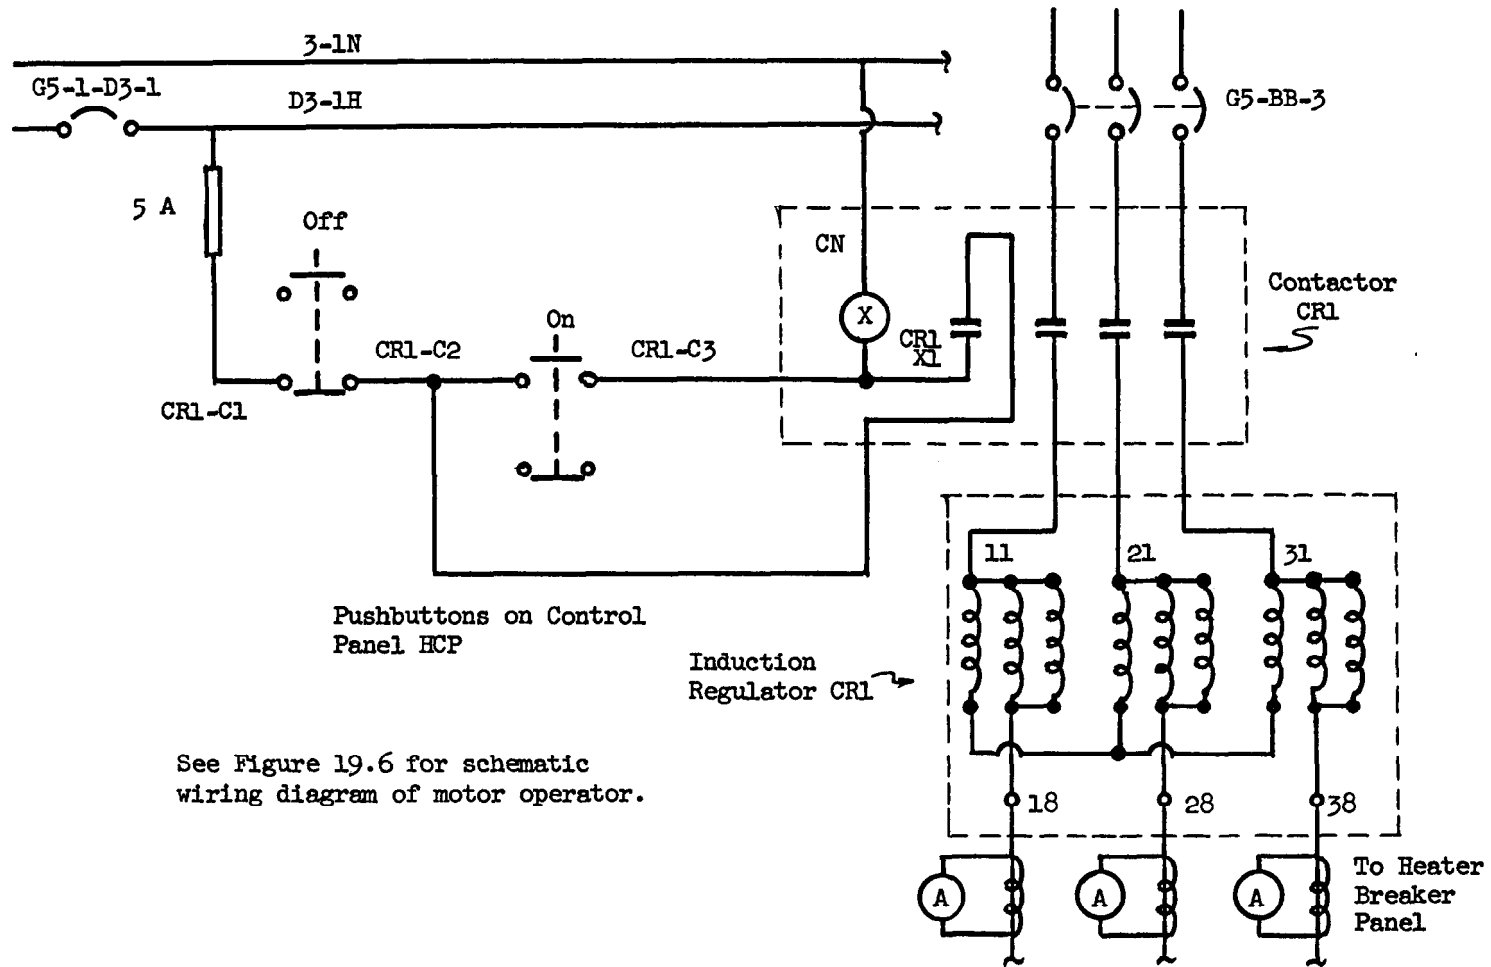 3-1N
G5-1-D3-1
D3-1H
G5-BB-3
5 A
Off
CN
Contactor
CR1
X
On
CR1-C2
CR1-C3
CR1
X1
CR1-C1
11
21
31
Pushbuttons on Control
Panel HCP
Induction
Regulator CR1
See Figure 19.6 for schematic
wiring diagram of motor operator.
18
28
38
A
A
A
To Heater
Breaker
Panel